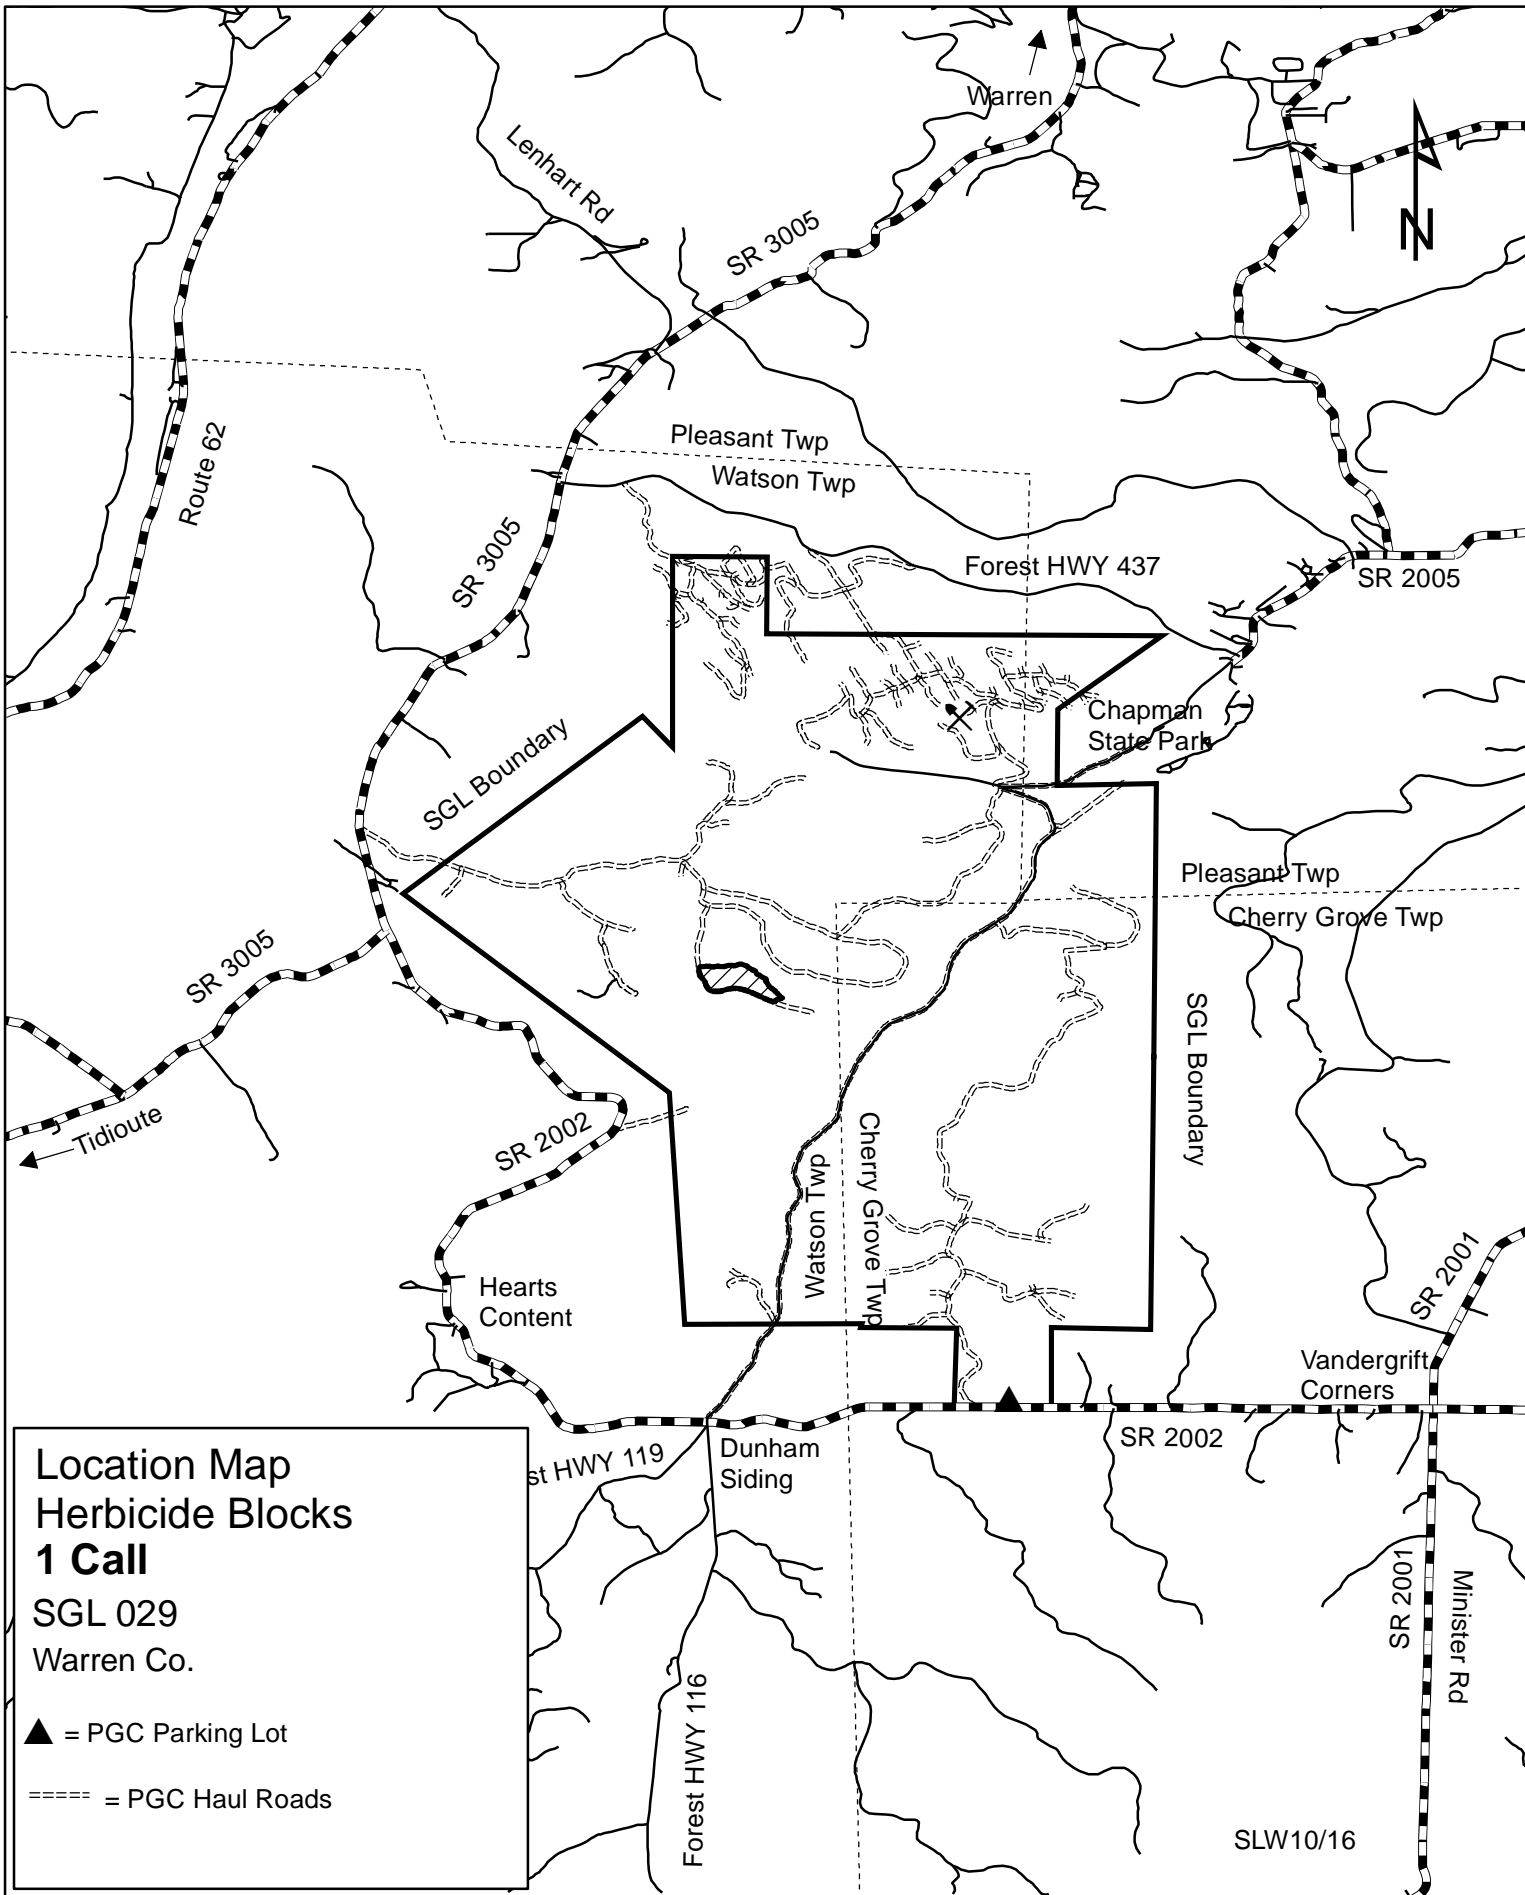 Warren
Lenhart Rd
SR 3005
N
Route 62
Pleasant Twp
Watson Twp
SR 3005
Forest HWY 437
SR 2005
SGL Boundary
Chapman
State Park
Pleasant Twp
Cherry Grove Twp
SR 3005
SGL Boundary
Tidioute
SR 2002
Watson Twp
Cherry Grove Twp
Hearts
Content
SR 2001
Vandergrift
Corners
SR 2002
Dunham
Siding
st HWY 119
SR 2001
Minister Rd
Forest HWY 116
Location Map
Herbicide Blocks
1 Call
SGL 029
Warren Co.
= PGC Parking Lot
===== = PGC Haul Roads
SLW10/16